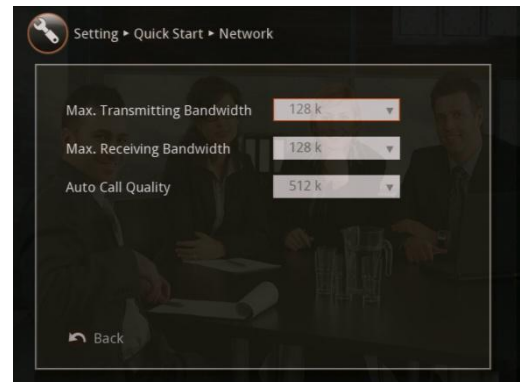 Setting ▸ Quick Start ▸ Network
Max. Transmitting Bandwidth 128 k
Max. Receiving Bandwidth 128 k
Auto Call Quality 512 k
Back